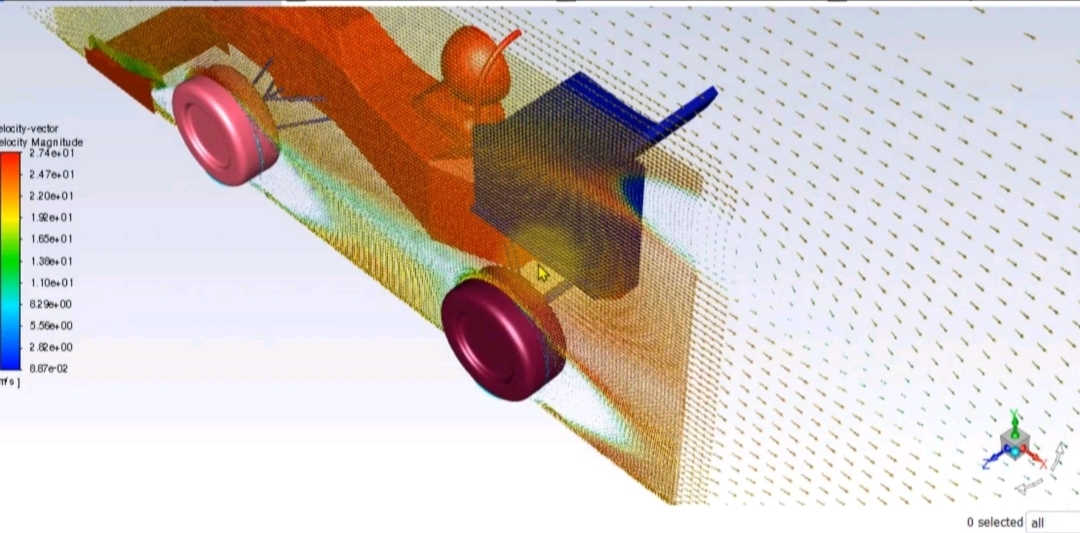 elocity-vector
elocity Magnitude
2.74e+01
2.47e+01
2.20e+01
1.92e+01
1.65e+01
1.38e+01
1.10e+01
8.29e+00
5.56e+00
2.82e+00
8.87e-02
m/s ]
Y
Z
X
0 selected all